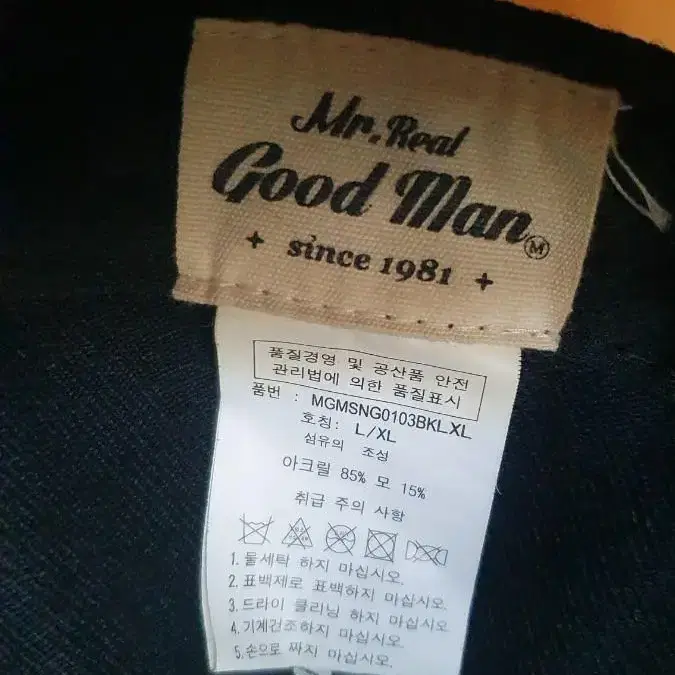 Mr. Real
Good Man Ⓜ
+ since 1981 +
품질경영 및 공산품 안전
관리법에 의한 품질표시
품번 : MGMSNG0103BKLXL
호칭: L/XL
섬유의 조성
아크릴 85% 모 15%
취급 주의 사항
1. 물세탁 하지 마십시오.
2. 표백제로 표백하지 마십시오.
3. 드라이 클리닝 하지 마십시오.
4. 기계건조하지 마십시오.
5. 손으로 짜지 마십시오.